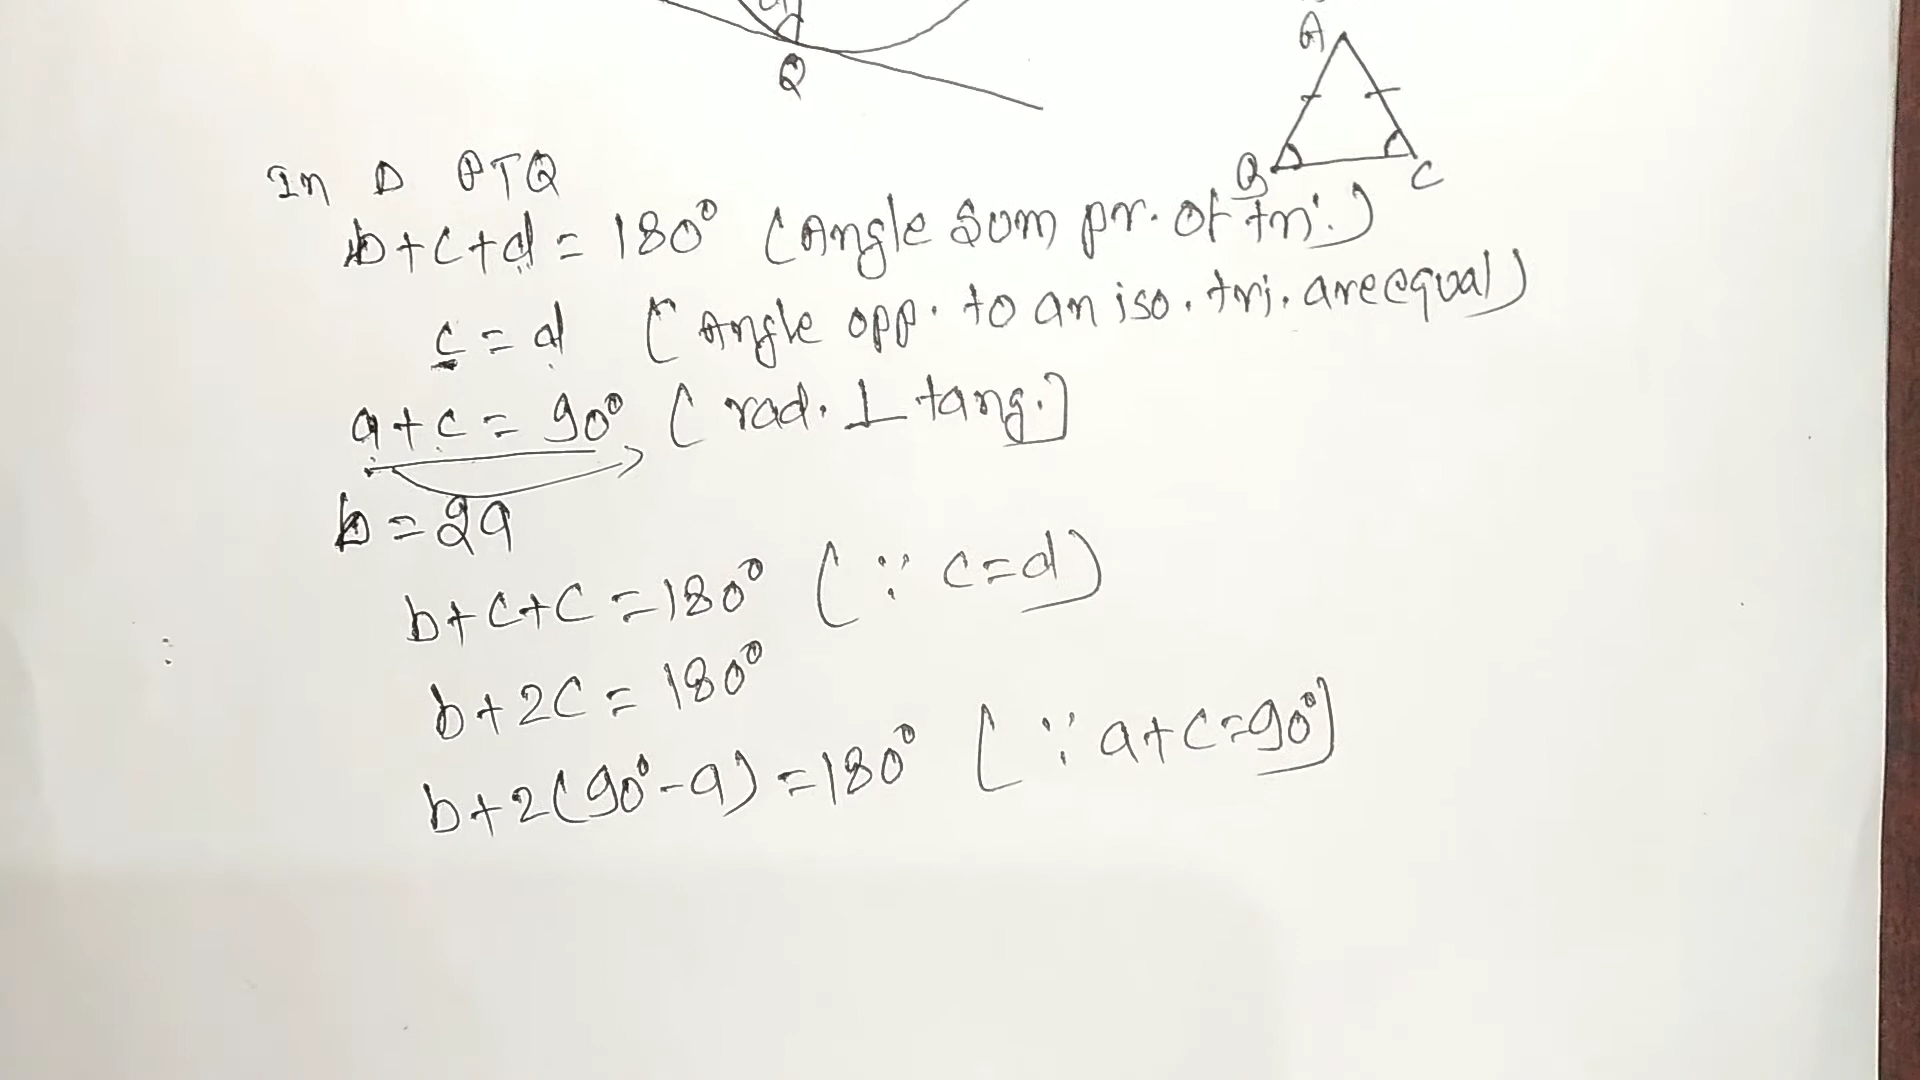 Q
A
B
C
In Δ PTQ
b+c+d = 180° (Angle Sum pr. of tri.)
c = d (Angle opp. to an iso. tri. are equal)
a+c = 90° (rad. ⊥ tang.)
b = 2a
b+c+c = 180° (∵ c=d)
b+2c = 180°
b+2(90°-a) = 180° (∵ a+c=90°)